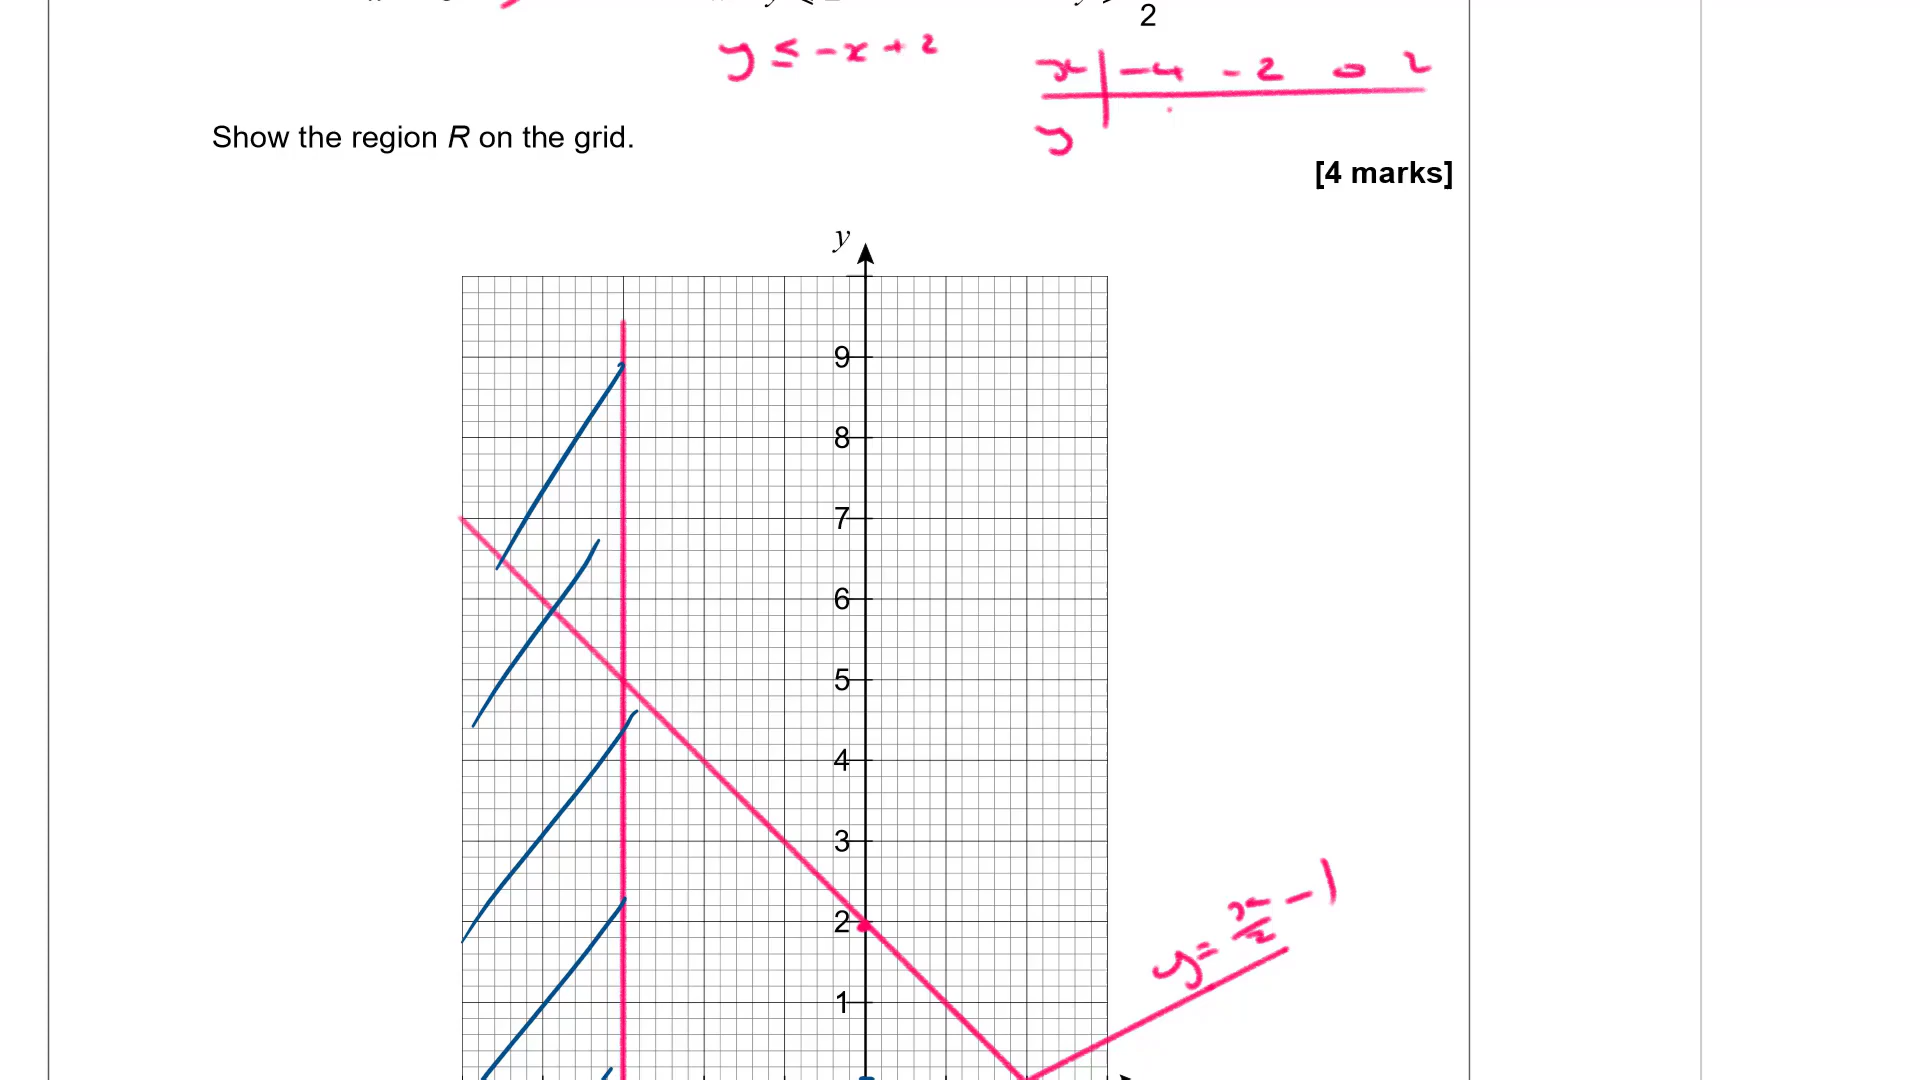 2
y ≤ -x + 2
x -4 -2 0 2
y
Show the region R on the grid.
[4 marks]
y
9
8
7
6
5
4
3
2
1
y = x/2 - 1